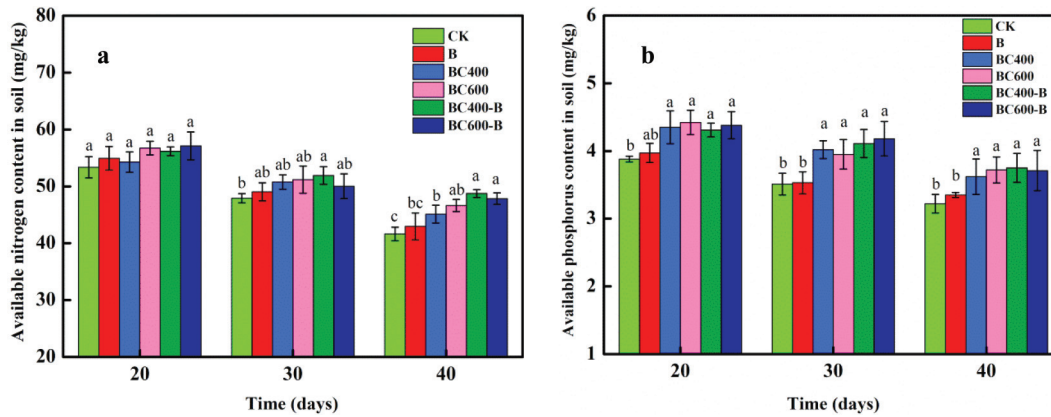 Available nitrogen content in soil (mg/kg)
80
70
60
50
40
30
20
a
CK
B
BC400
BC600
BC400-B
BC600-B
a a a a a a
b ab ab ab a ab
c bc b ab a a
20 30 40
Time (days)
Available phosphorus content in soil (mg/kg)
6
5
4
3
2
1
b
CK
B
BC400
BC600
BC400-B
BC600-B
b ab a a a a
b b a a a a
b b a a a a
20 30 40
Time (days)